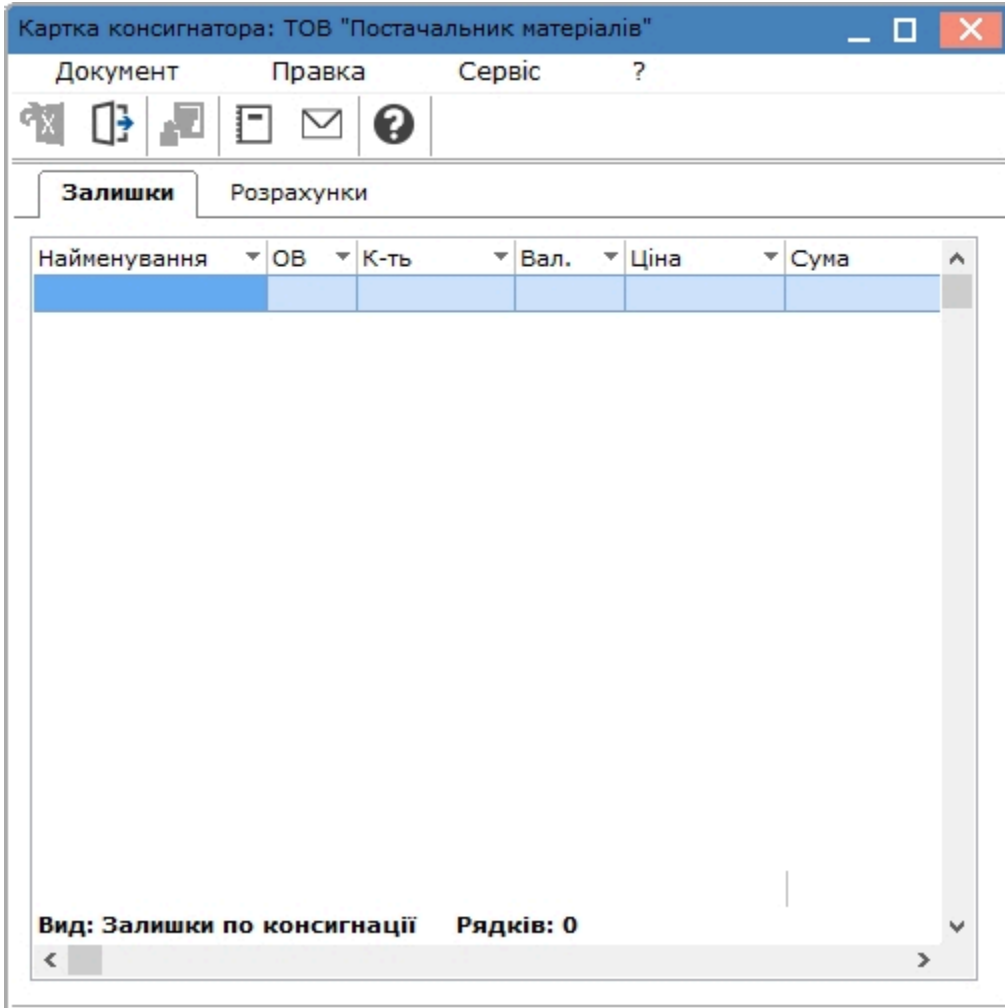 Картка консигнатора: ТОВ "Постачальник матеріалів"
Документ Правка Сервіс ?
Залишки Розрахунки
Найменування ОВ К-ть Вал. Ціна Сума
Вид: Залишки по консигнації Рядків: 0